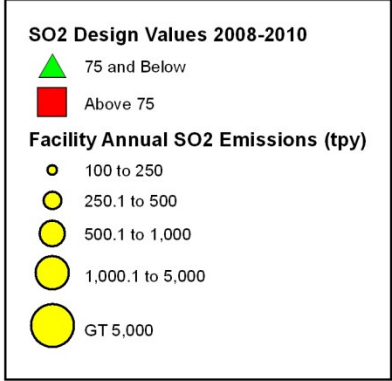 SO2 Design Values 2008-2010
75 and Below
Above 75
Facility Annual SO2 Emissions (tpy)
100 to 250
250.1 to 500
500.1 to 1,000
1,000.1 to 5,000
GT 5,000